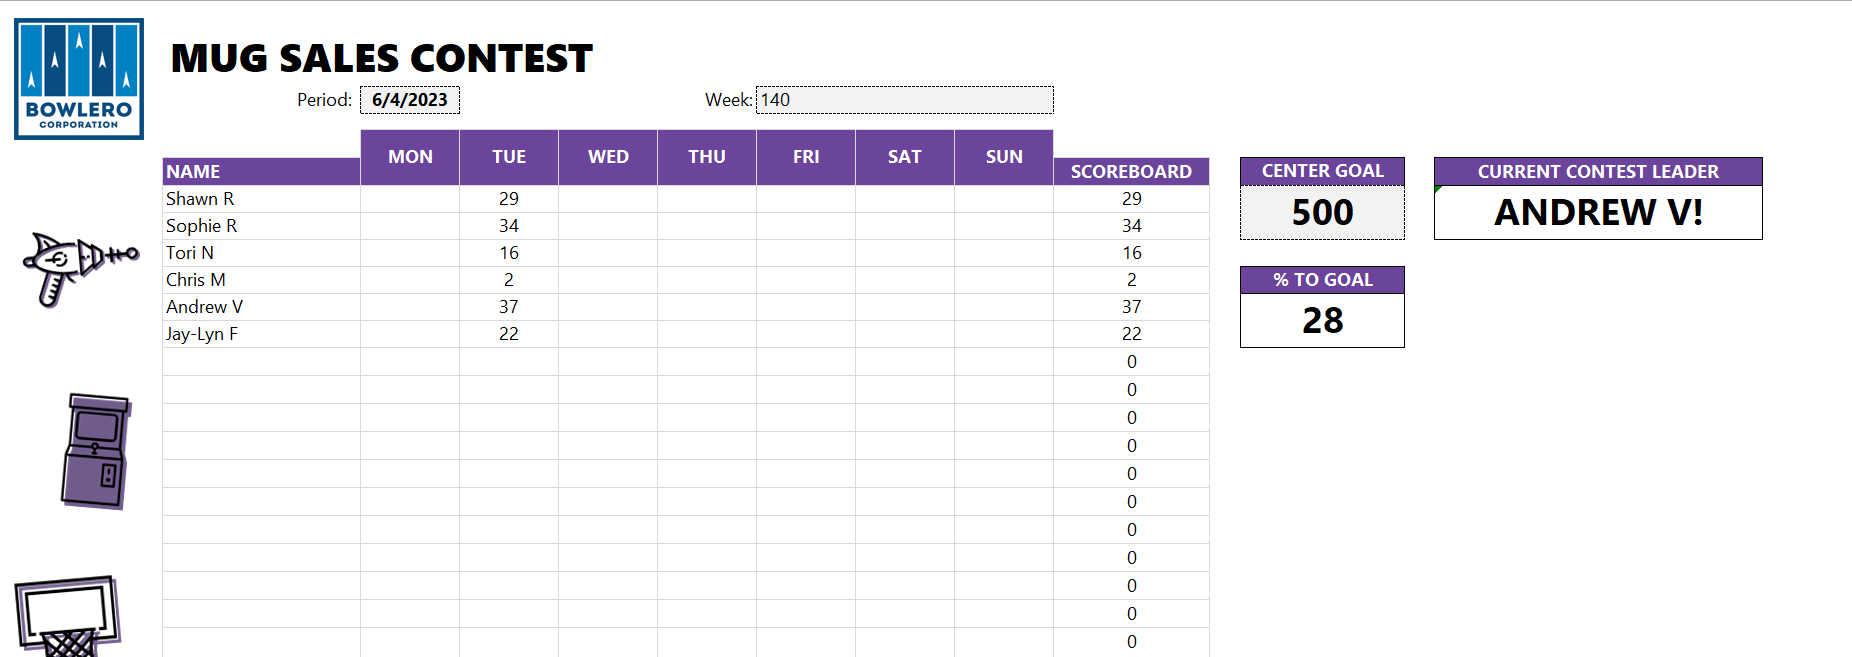 BOWLERO
CORPORATION
MUG SALES CONTEST
Period: 6/4/2023 Week: 140
NAME MON TUE WED THU FRI SAT SUN SCOREBOARD
Shawn R 29 29
Sophie R 34 34
Tori N 16 16
Chris M 2 2
Andrew V 37 37
Jay-Lyn F 22 22
0
0
0
0
0
0
0
0
0
0
0
CENTER GOAL
500
% TO GOAL
28
CURRENT CONTEST LEADER
ANDREW V!